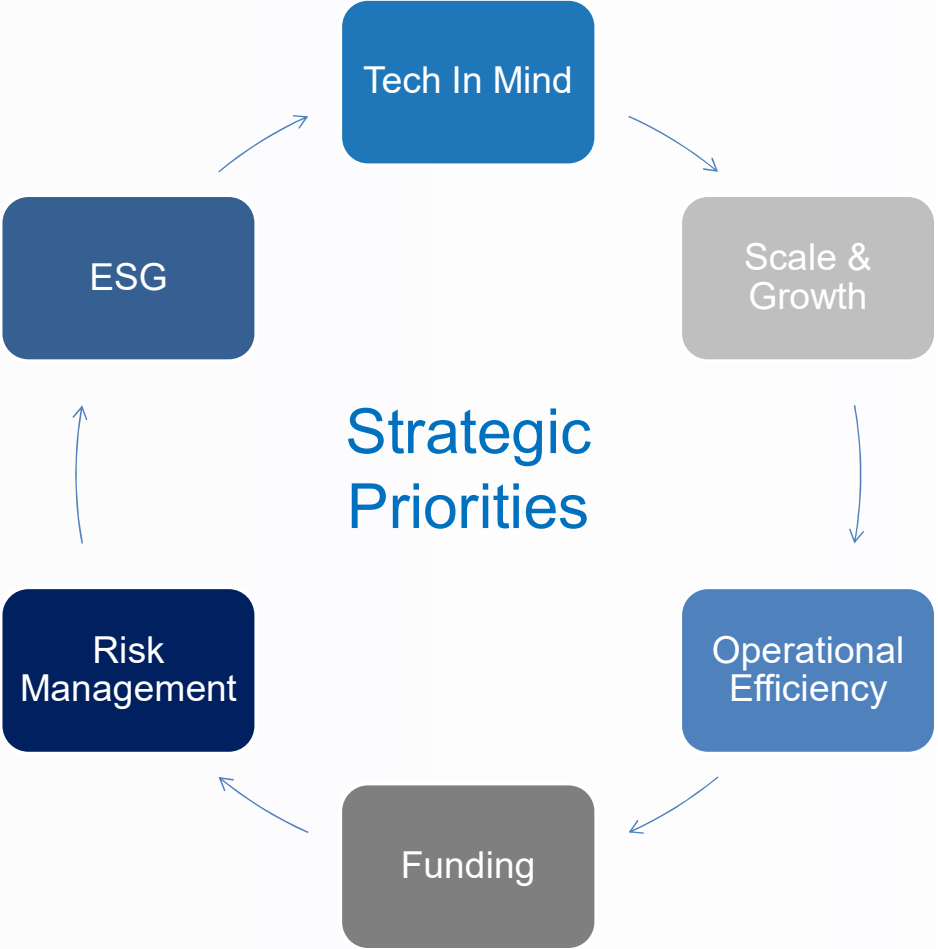 Tech In Mind
Scale &
Growth
Operational
Efficiency
Funding
Risk
Management
ESG
Strategic
Priorities